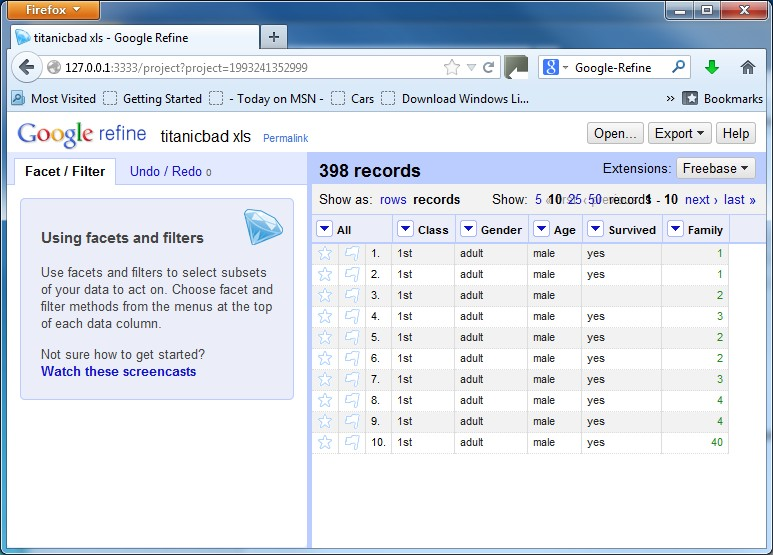 Firefox
titanicbad xls - Google Refine
127.0.0.1:3333/project?project=1993241352999
Google-Refine
Most Visited Getting Started - Today on MSN - Cars Download Windows Li... » Bookmarks
Google refine titanicbad xls Permalink Open... Export Help
Facet / Filter Undo / Redo 0
398 records Extensions: Freebase
Show as: rows records Show: 5 10 25 50 records 1 - 10 next › last »
Using facets and filters
Use facets and filters to select subsets
of your data to act on. Choose facet and
filter methods from the menus at the top
of each data column.
Not sure how to get started?
Watch these screencasts
All Class Gender Age Survived Family
1. 1st adult male yes 1
2. 1st adult male yes 1
3. 1st adult male 2
4. 1st adult male yes 3
5. 1st adult male yes 2
6. 1st adult male yes 2
7. 1st adult male yes 3
8. 1st adult male yes 4
9. 1st adult male yes 4
10. 1st adult male yes 40